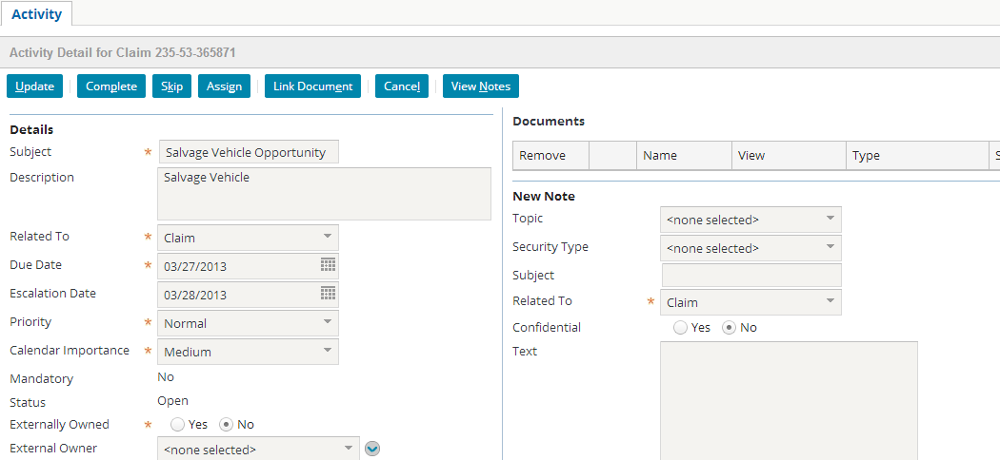 Activity
Activity Detail for Claim 235-53-365871
Update Complete Skip Assign Link Document Cancel View Notes
Details
Subject * Salvage Vehicle Opportunity
Description Salvage Vehicle
Related To * Claim
Due Date * 03/27/2013
Escalation Date 03/28/2013
Priority * Normal
Calendar Importance * Medium
Mandatory No
Status Open
Externally Owned * Yes No
External Owner <none selected>
Documents
Remove Name View Type S
New Note
Topic <none selected>
Security Type <none selected>
Subject
Related To * Claim
Confidential Yes No
Text